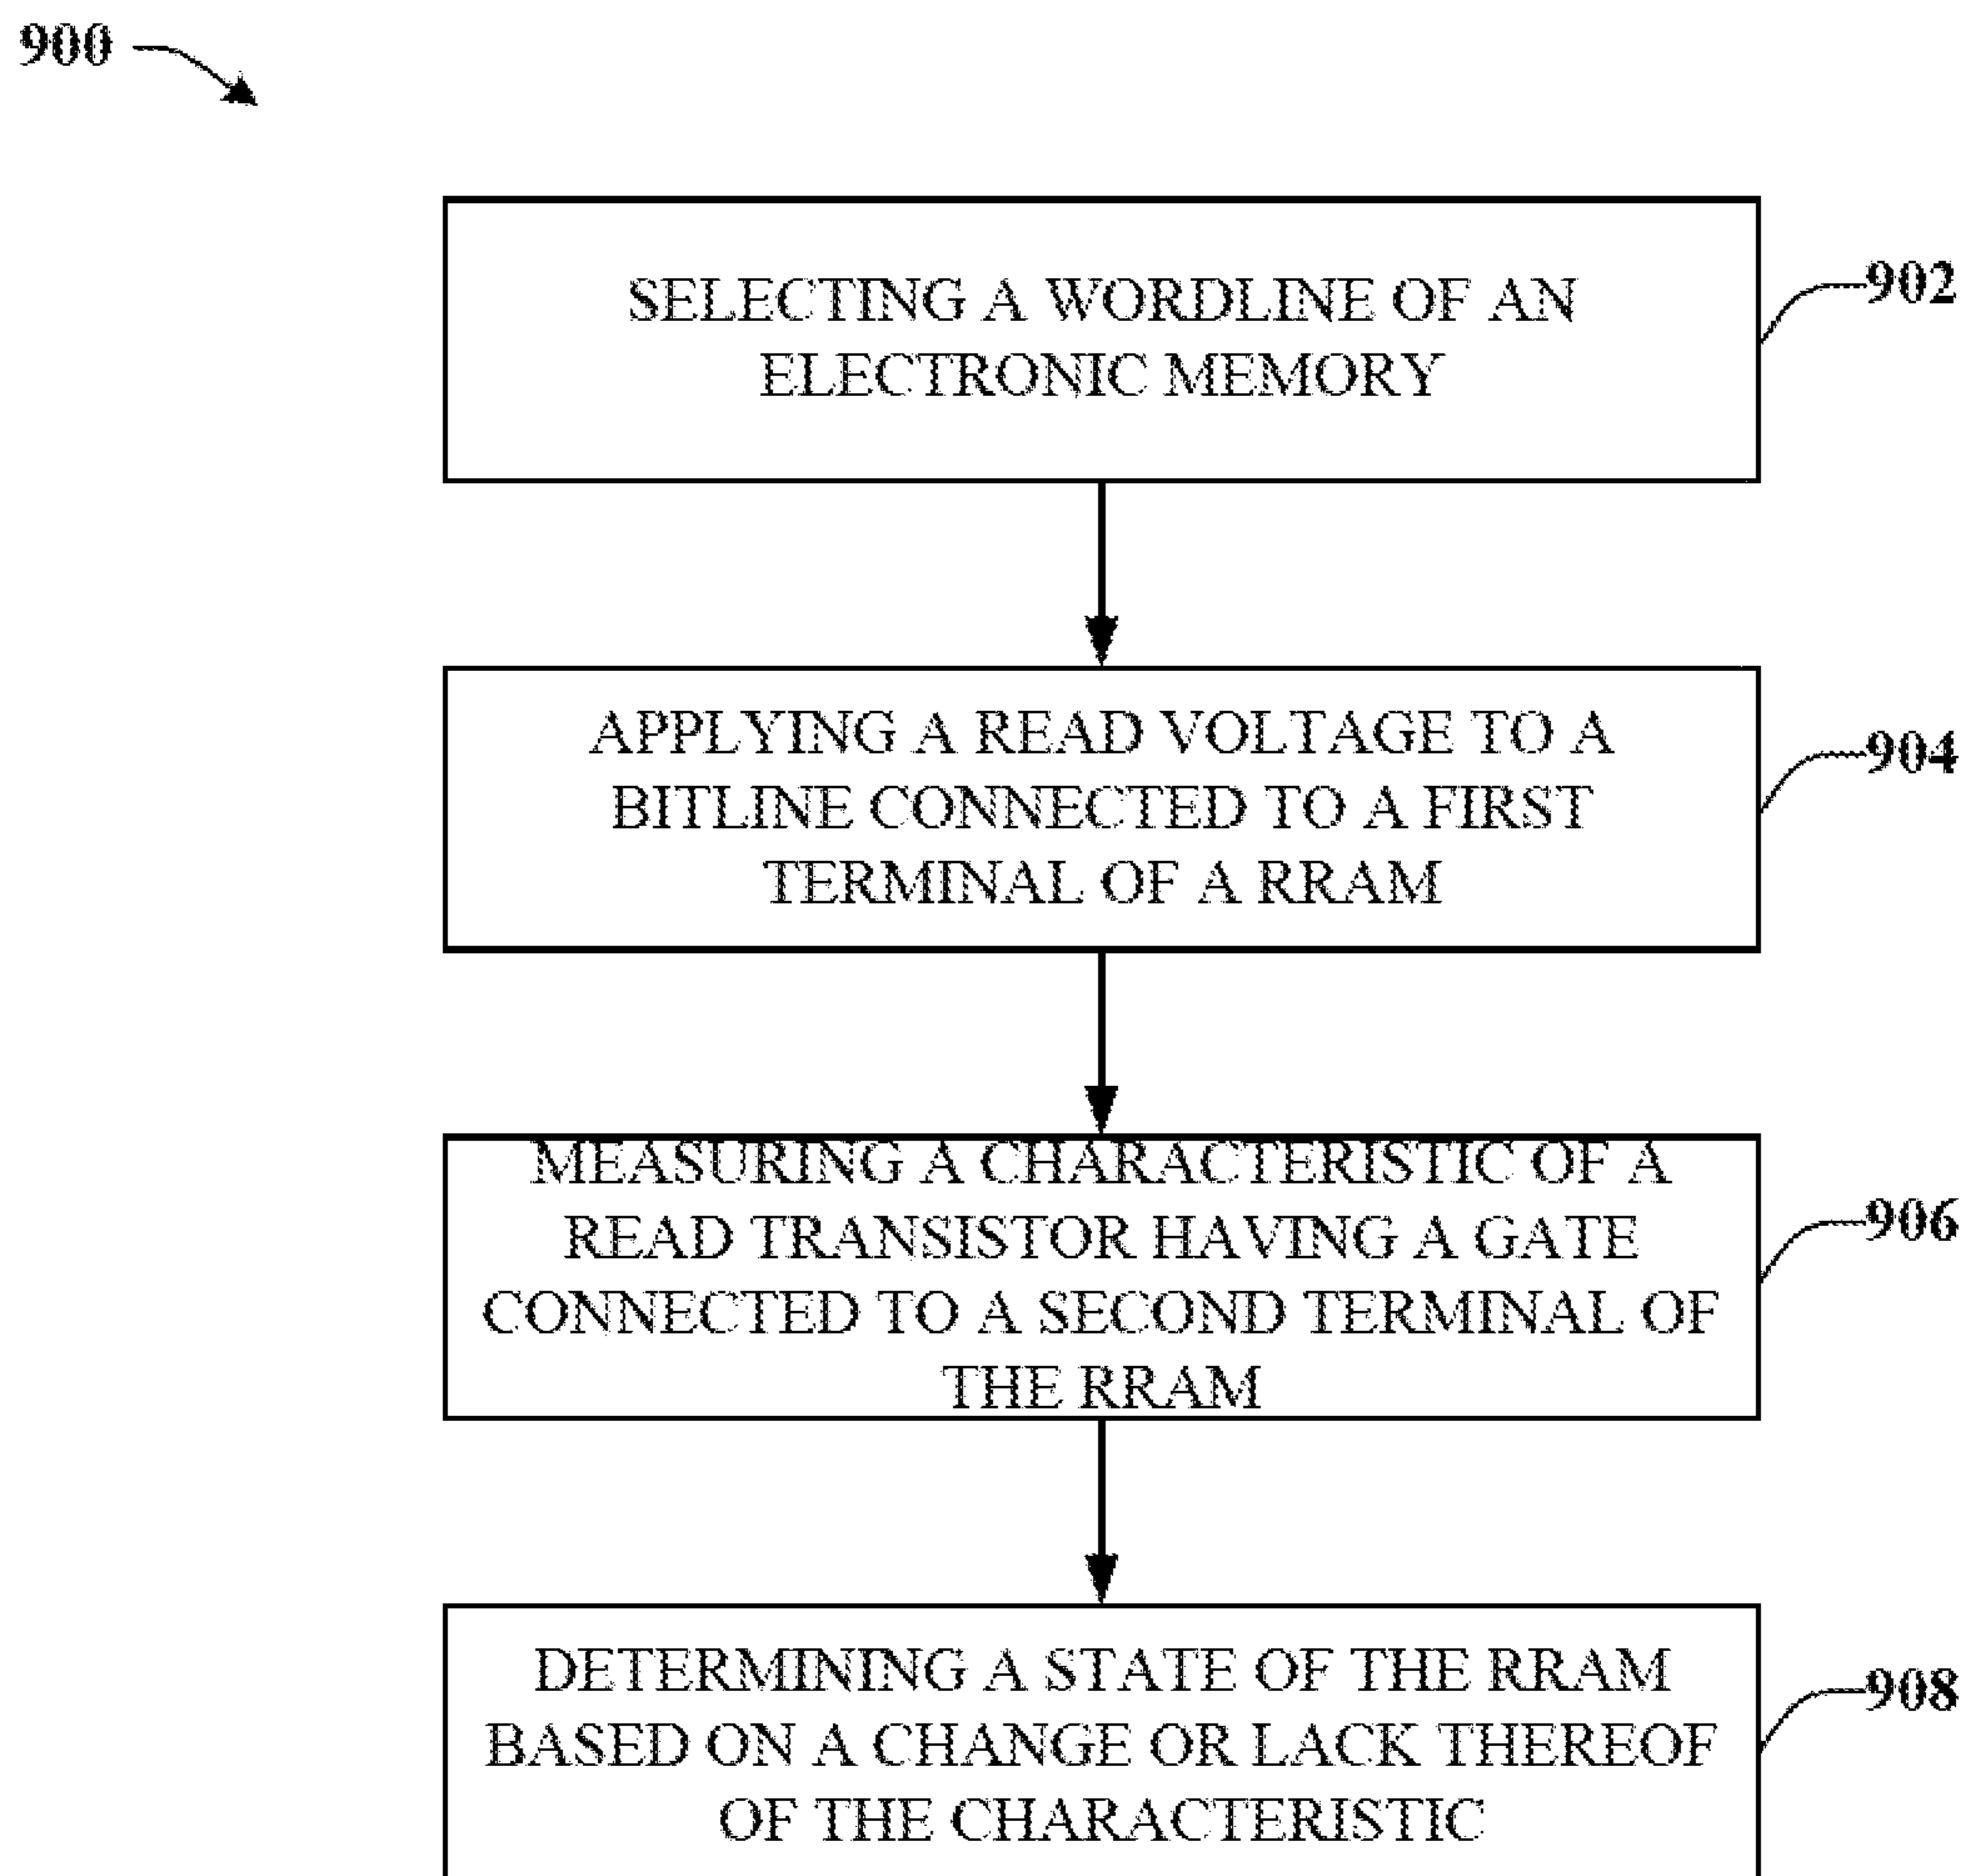 900
SELECTING A WORDLINE OF AN
ELECTRONIC MEMORY
902
APPLYING A READ VOLTAGE TO A
BITLINE CONNECTED TO A FIRST
TERMINAL OF A RRAM
904
MEASURING A CHARACTERISTIC OF A
READ TRANSISTOR HAVING A GATE
CONNECTED TO A SECOND TERMINAL OF
THE RRAM
906
DETERMINING A STATE OF THE RRAM
BASED ON A CHANGE OR LACK THEREOF
OF THE CHARACTERISTIC
908